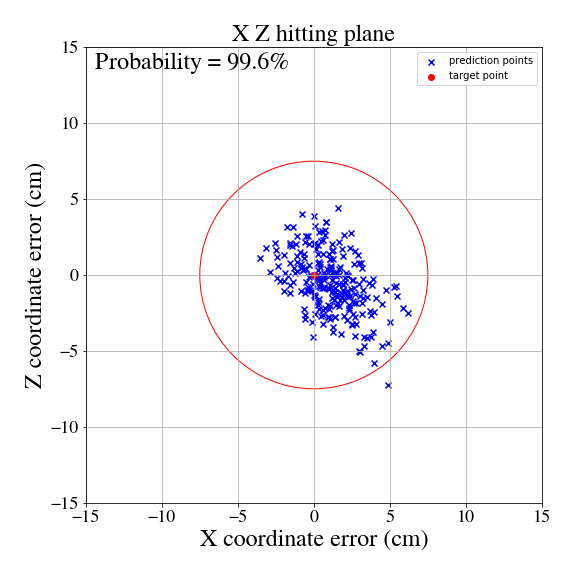 X Z hitting plane
Probability = 99.6%
prediction points
target point
15
10
5
0
−5
−10
−15
Z coordinate error (cm)
−15 −10 −5 0 5 10 15
X coordinate error (cm)